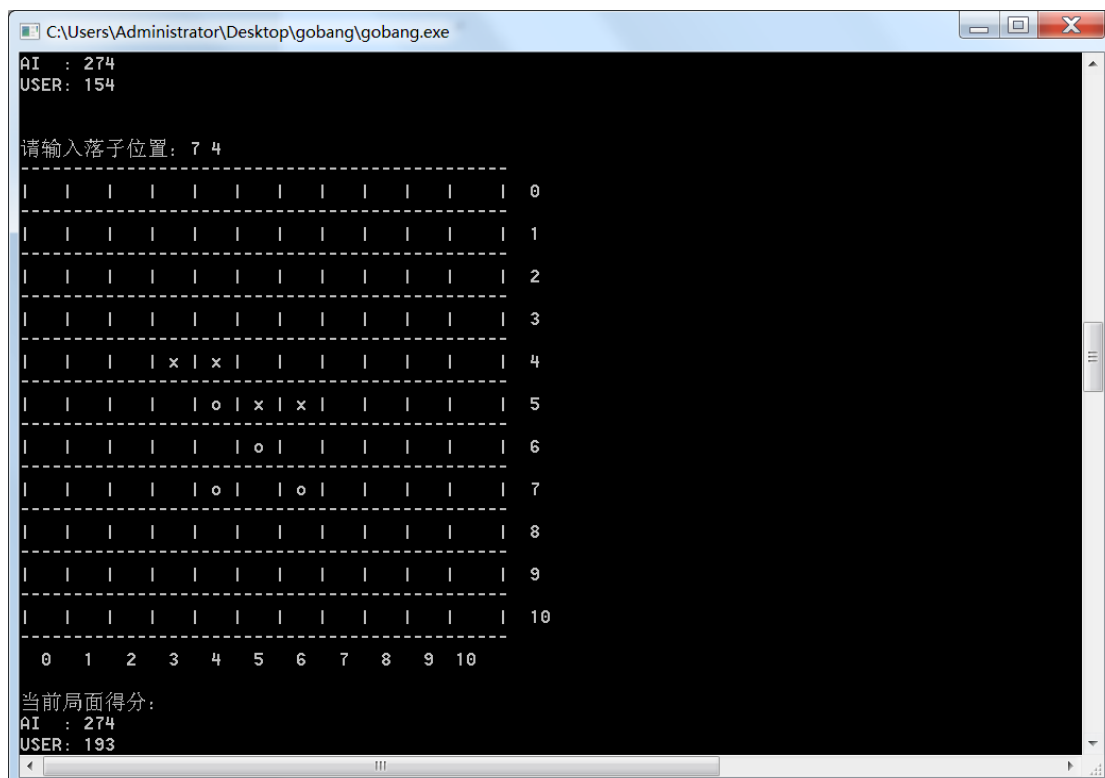 C:\Users\Administrator\Desktop\gobang\gobang.exe
AI  : 274
USER: 154
请输入落子位置: 7 4
-----------------------------------------------
|   |   |   |   |   |   |   |   |   |   |    |  0
-----------------------------------------------
|   |   |   |   |   |   |   |   |   |   |    |  1
-----------------------------------------------
|   |   |   |   |   |   |   |   |   |   |    |  2
-----------------------------------------------
|   |   |   |   |   |   |   |   |   |   |    |  3
-----------------------------------------------
|   |   |   | x | x |   |   |   |   |   |    |  4
-----------------------------------------------
|   |   |   |   | o | x | x |   |   |   |    |  5
-----------------------------------------------
|   |   |   |   |   | o |   |   |   |   |    |  6
-----------------------------------------------
|   |   |   |   | o |   | o |   |   |   |    |  7
-----------------------------------------------
|   |   |   |   |   |   |   |   |   |   |    |  8
-----------------------------------------------
|   |   |   |   |   |   |   |   |   |   |    |  9
-----------------------------------------------
|   |   |   |   |   |   |   |   |   |   |    |  10
-----------------------------------------------
  0   1   2   3   4   5   6   7   8   9  10
当前局面得分:
AI  : 274
USER: 193